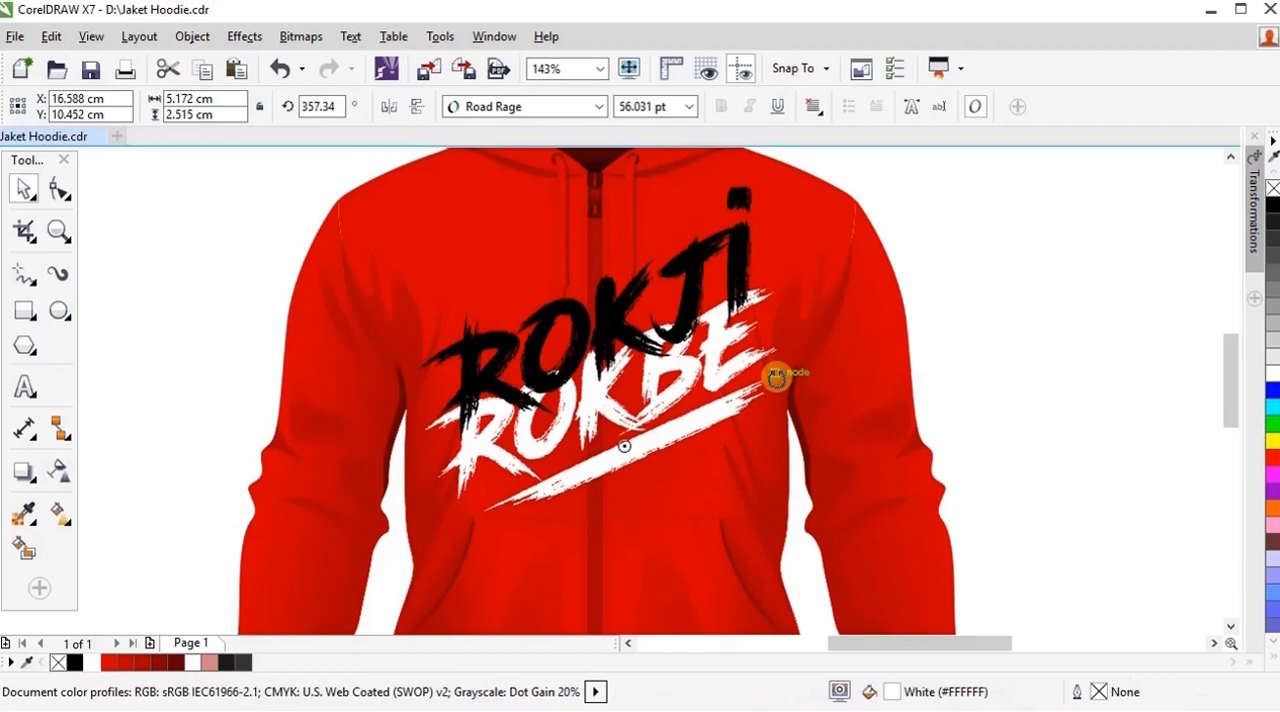 CorelDRAW X7 - D:\Jaket Hoodie.cdr
File Edit View Layout Object Effects Bitmaps Text Table Tools Window Help
143% Snap To
X: 16.588 cm 5.172 cm 357.34 ° Road Rage 56.031 pt B I U ab O
Y: 10.452 cm 2.515 cm
Jaket Hoodie.cdr
Tool...
Transformations
ROKJi
ROKBE
node
1 of 1 Page 1
Document color profiles: RGB: sRGB IEC61966-2.1; CMYK: U.S. Web Coated (SWOP) v2; Grayscale: Dot Gain 20% White (#FFFFFF) None